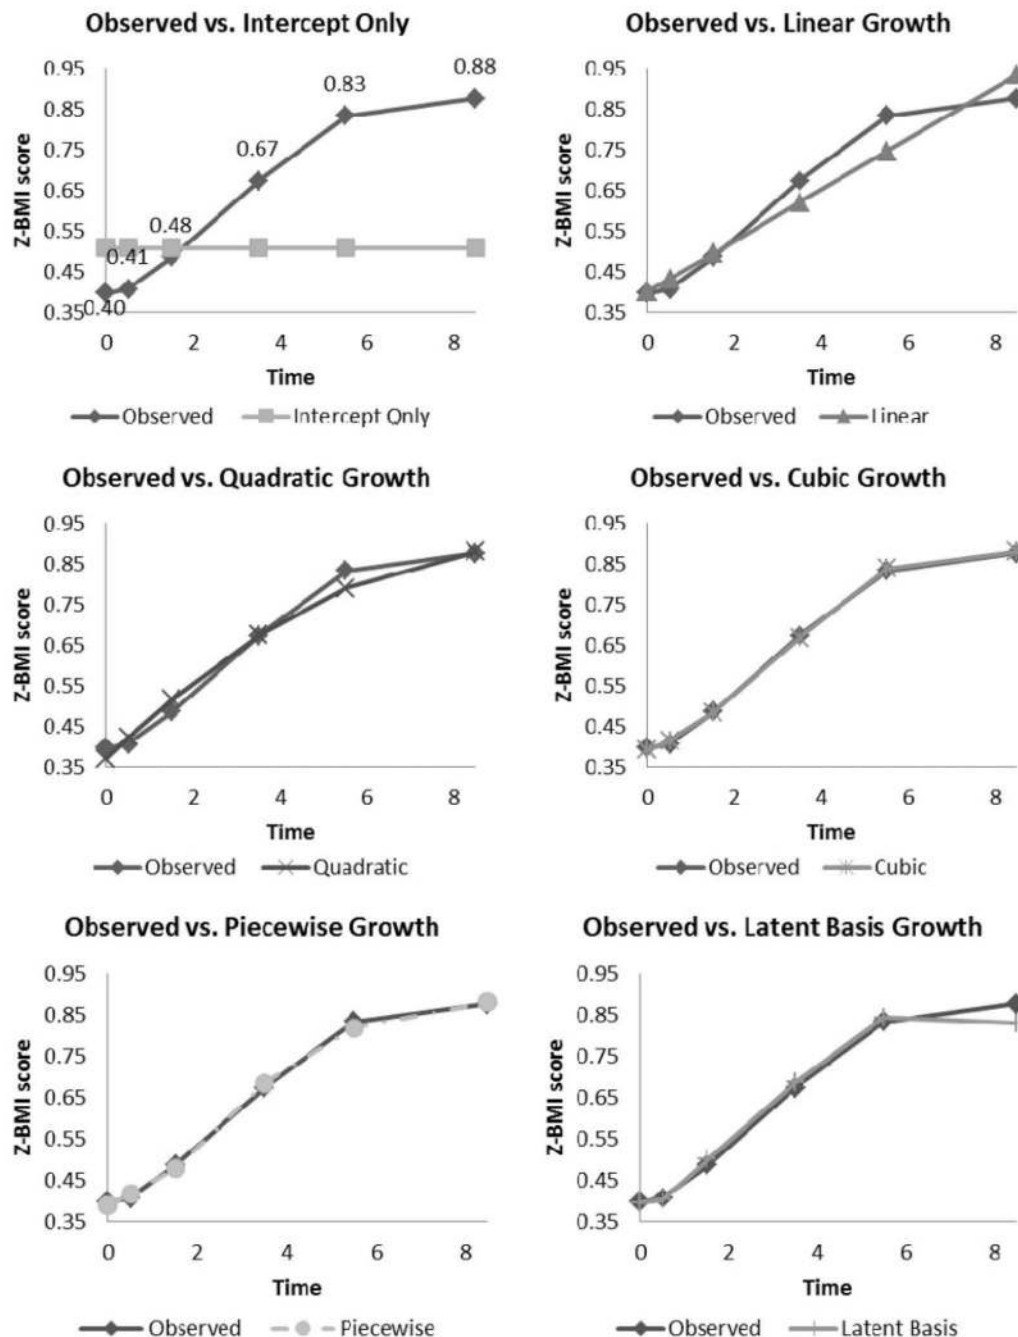 Observed vs. Intercept Only
Z-BMI score
0.95
0.85
0.75
0.65
0.55
0.45
0.35
0.40
0.41
0.48
0.67
0.83
0.88
0 2 4 6 8
Time
Observed Intercept Only
Observed vs. Linear Growth
Z-BMI score
0.95
0.85
0.75
0.65
0.55
0.45
0.35
0 2 4 6 8
Time
Observed Linear
Observed vs. Quadratic Growth
Z-BMI score
0.95
0.85
0.75
0.65
0.55
0.45
0.35
0 2 4 6 8
Time
Observed Quadratic
Observed vs. Cubic Growth
Z-BMI score
0.95
0.85
0.75
0.65
0.55
0.45
0.35
0 2 4 6 8
Time
Observed Cubic
Observed vs. Piecewise Growth
Z-BMI score
0.95
0.85
0.75
0.65
0.55
0.45
0.35
0 2 4 6 8
Time
Observed Piecewise
Observed vs. Latent Basis Growth
Z-BMI score
0.95
0.85
0.75
0.65
0.55
0.45
0.35
0 2 4 6 8
Time
Observed Latent Basis